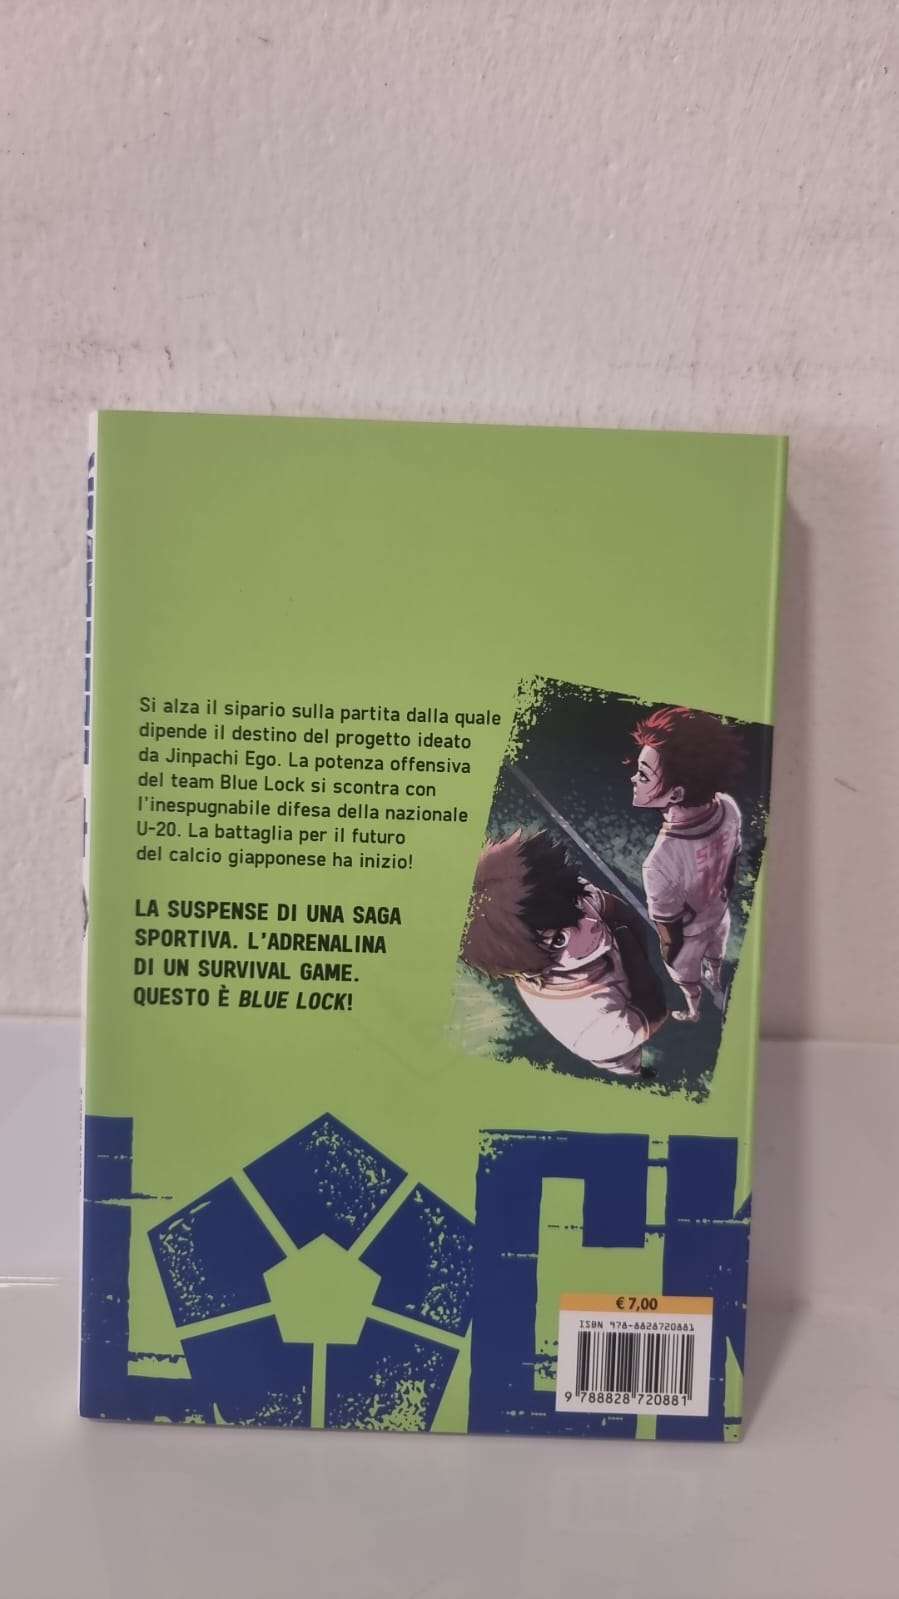 Si alza il sipario sulla partita dalla quale
dipende il destino del progetto ideato
da Jinpachi Ego. La potenza offensiva
del team Blue Lock si scontra con
l'inespugnabile difesa della nazionale
U-20. La battaglia per il futuro
del calcio giapponese ha inizio!
LA SUSPENSE DI UNA SAGA
SPORTIVA. L'ADRENALINA
DI UN SURVIVAL GAME.
QUESTO È BLUE LOCK!
LOCK
€ 7,00
ISBN 978-8828720881
9 788828 720881